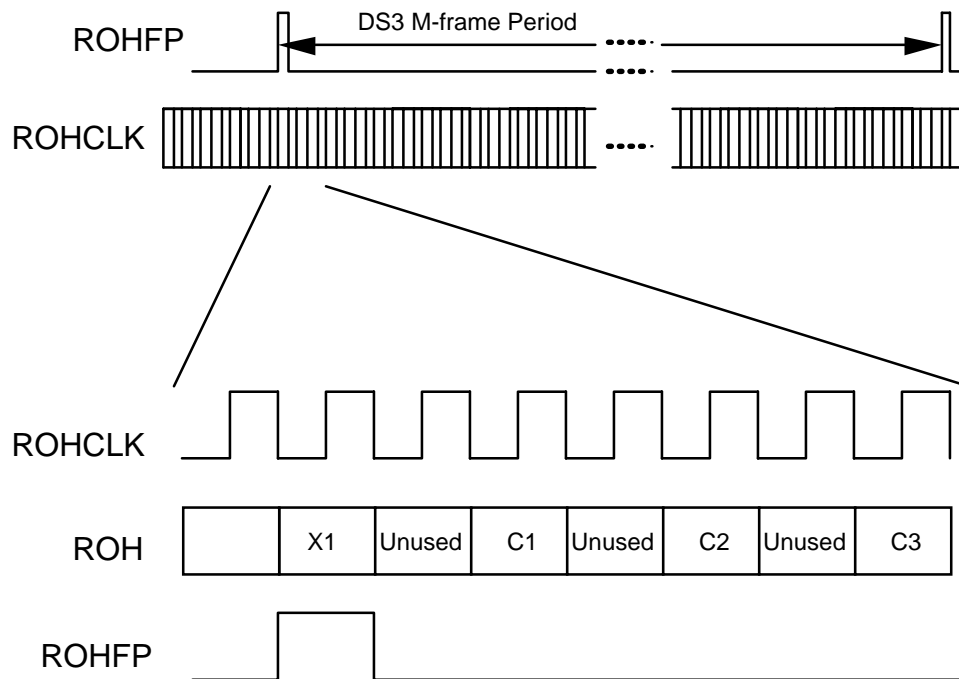 DS3 M-frame Period
ROHFP
ROHCLK
ROHCLK
ROH X1 Unused C1 Unused C2 Unused C3
ROHFP